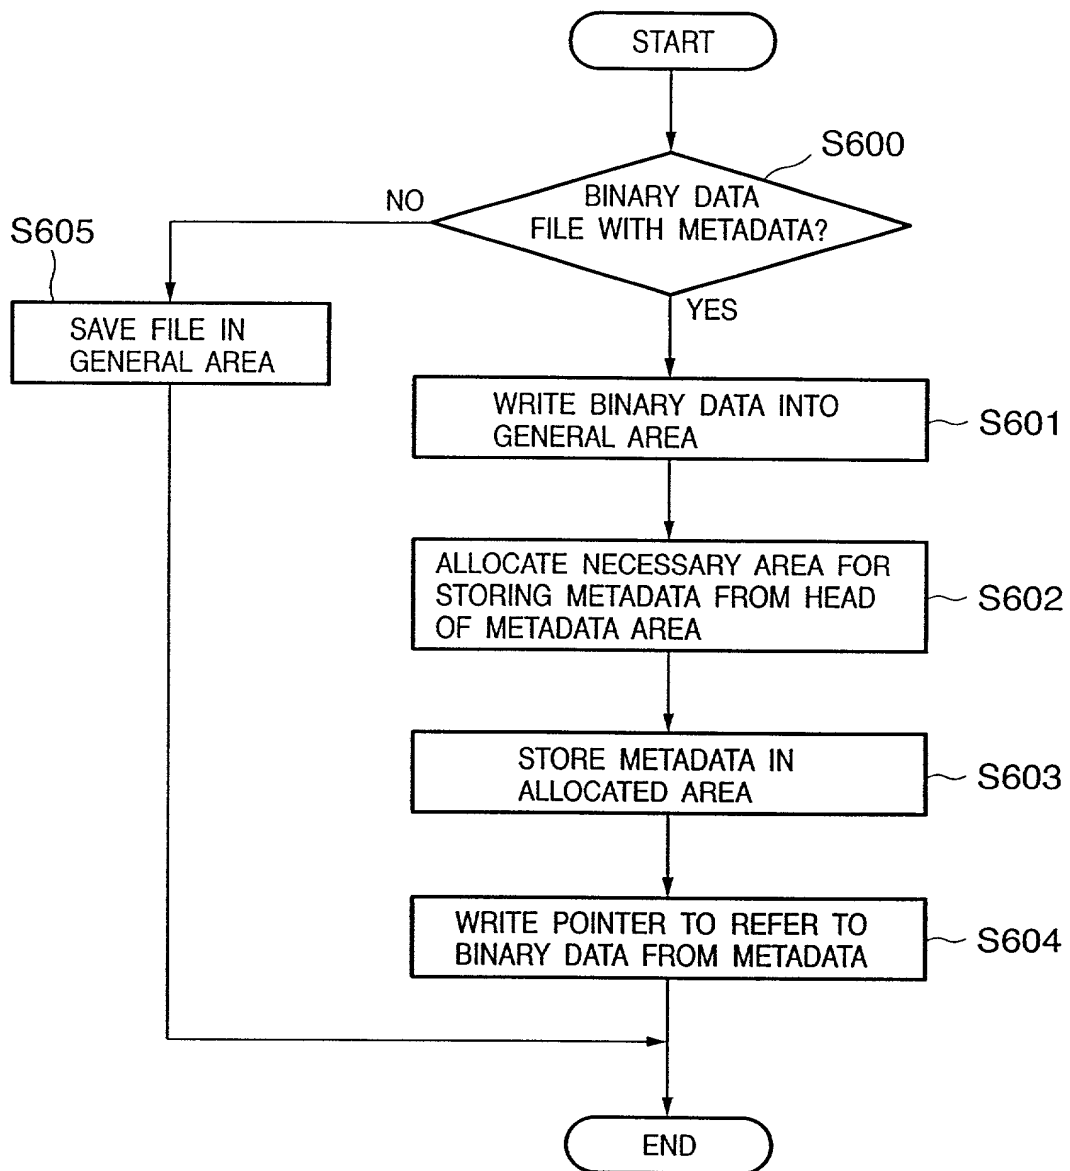 START
S600
BINARY DATA
FILE WITH METADATA?
NO
YES
S605
SAVE FILE IN
GENERAL AREA
WRITE BINARY DATA INTO
GENERAL AREA
S601
ALLOCATE NECESSARY AREA FOR
STORING METADATA FROM HEAD
OF METADATA AREA
S602
STORE METADATA IN
ALLOCATED AREA
S603
WRITE POINTER TO REFER TO
BINARY DATA FROM METADATA
S604
END